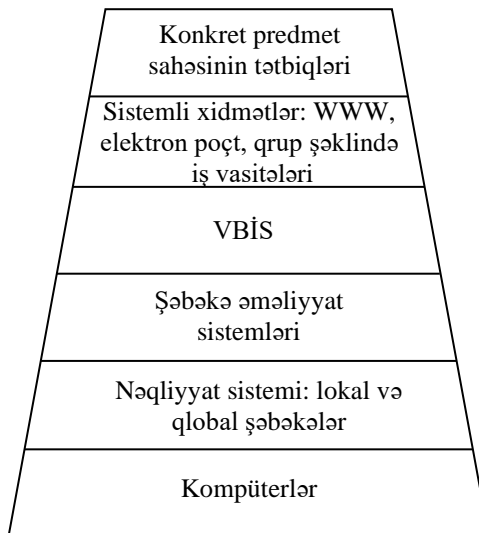 Konkret predmet
sahəsinin tətbiqləri
Sistemli xidmətlər: WWW,
elektron poçt, qrup şəklində
iş vasitələri
VBİS
Şəbəkə əməliyyat
sistemləri
Nəqliyyat sistemi: lokal və
qlobal şəbəkələr
Kompüterlər